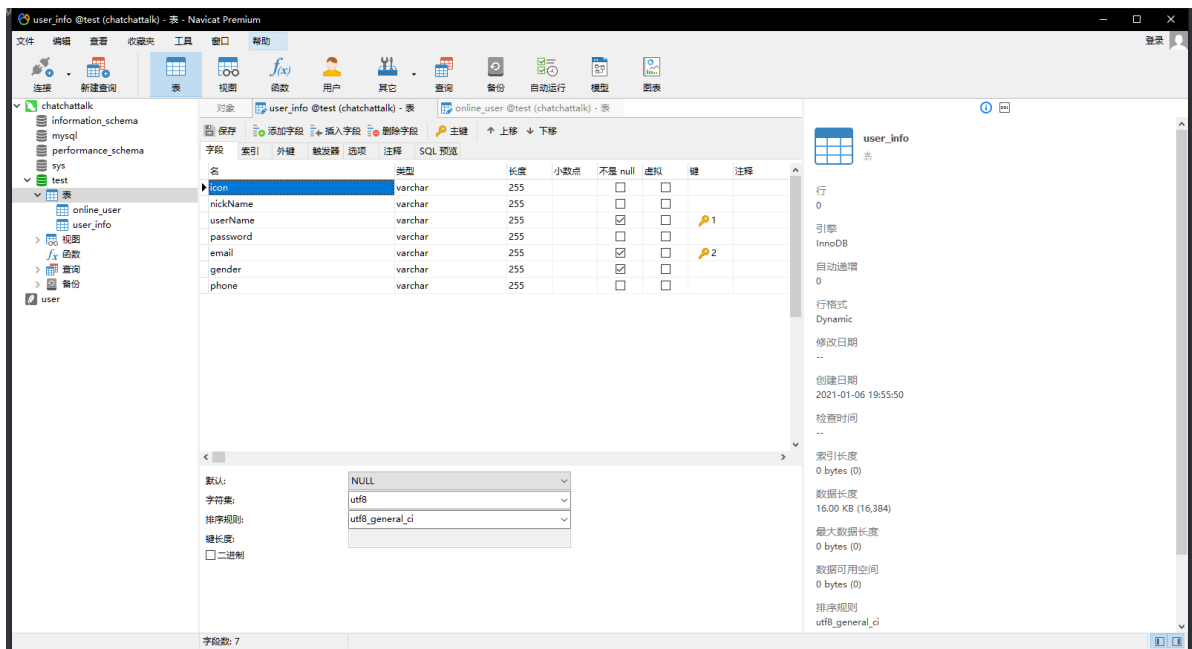 user_info @test (chatchattalk) - 表 - Navicat Premium
文件 编辑 查看 收藏夹 工具 窗口 帮助 登录
连接 新建查询 表 视图 函数 用户 其它 查询 备份 自动运行 模型 图表
chatchattalk
information_schema
mysql
performance_schema
sys
test
表
online_user
user_info
视图
函数
查询
备份
user
对象 user_info @test (chatchattalk) - 表 online_user @test (chatchattalk) - 表
保存 添加字段 插入字段 删除字段 主键 上移 下移
字段 索引 外键 触发器 选项 注释 SQL 预览
名 类型 长度 小数点 不是 null 虚拟 键 注释
icon varchar 255
nickName varchar 255
userName varchar 255 1
password varchar 255
email varchar 255 2
gender varchar 255
phone varchar 255
默认: NULL
字符集: utf8
排序规则: utf8_general_ci
键长度:
二进制
字段数: 7
user_info
表
行
0
引擎
InnoDB
自动递增
0
行格式
Dynamic
修改日期
--
创建日期
2021-01-06 19:55:50
检查时间
--
索引长度
0 bytes (0)
数据长度
16.00 KB (16,384)
最大数据长度
0 bytes (0)
数据可用空间
0 bytes (0)
排序规则
utf8_general_ci